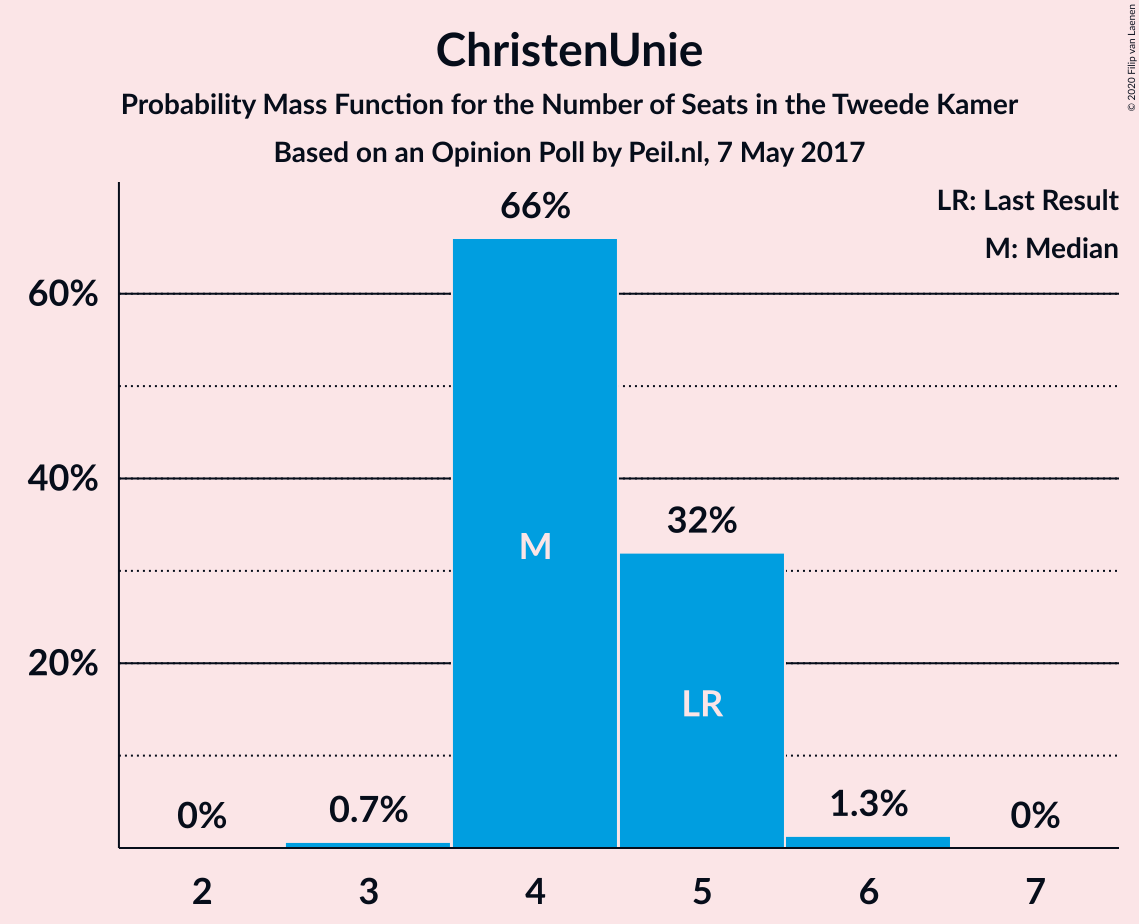 ChristenUnie
Probability Mass Function for the Number of Seats in the Tweede Kamer
Based on an Opinion Poll by Peil.nl, 7 May 2017
© 2020 Filip van Laenen
LR: Last Result
M: Median
60%
40%
20%
0%
0.7%
66%
32%
1.3%
0%
M
LR
2
3
4
5
6
7